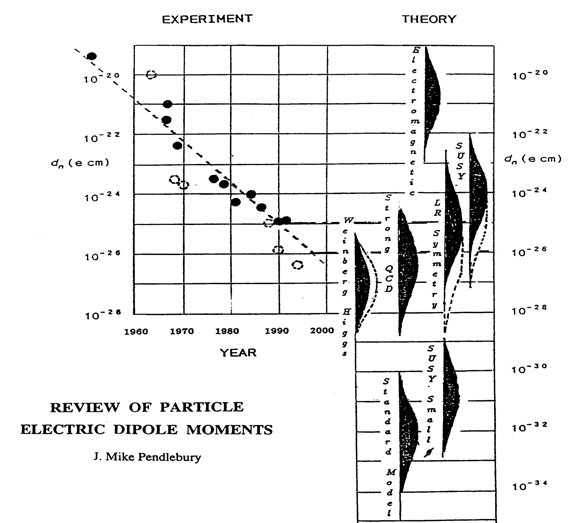 EXPERIMENT
THEORY
10⁻²⁰
10⁻²²
dₙ (e cm)
10⁻²⁴
10⁻²⁶
10⁻²⁸
1960 1970 1980 1990 2000
YEAR
Electromagnetic
SUSY
LR Symmetry
Strong QCD
Weinberg Higgs
SUSY Small ø
Standard Model
10⁻²⁰
10⁻²²
dₙ (e cm)
10⁻²⁴
10⁻²⁶
10⁻²⁸
10⁻³⁰
10⁻³²
10⁻³⁴
REVIEW OF PARTICLE
ELECTRIC DIPOLE MOMENTS
J. Mike Pendlebury